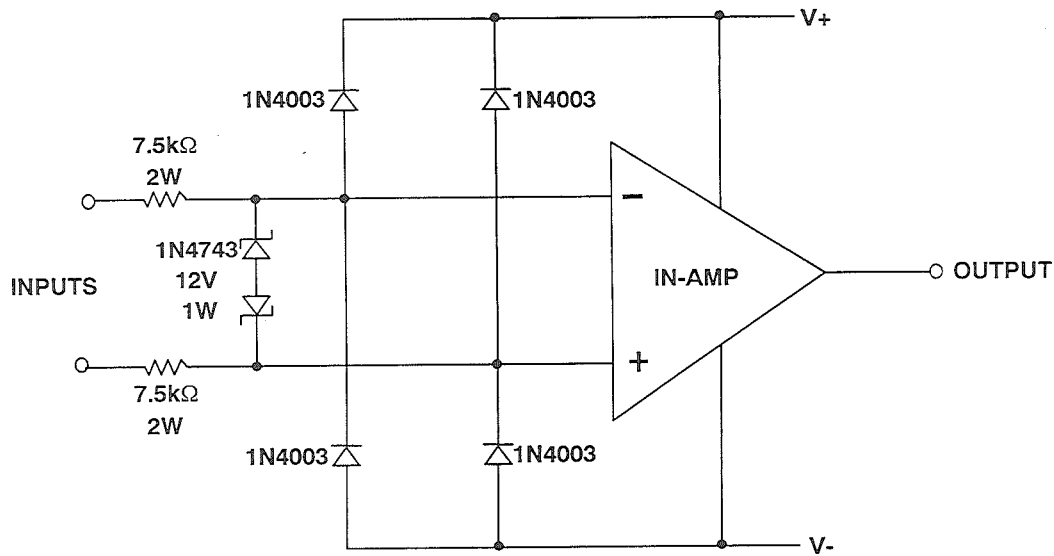 V+
1N4003
1N4003
7.5kΩ
2W
−
1N4743
12V
1W
INPUTS
IN-AMP
OUTPUT
+
7.5kΩ
2W
1N4003
1N4003
V-